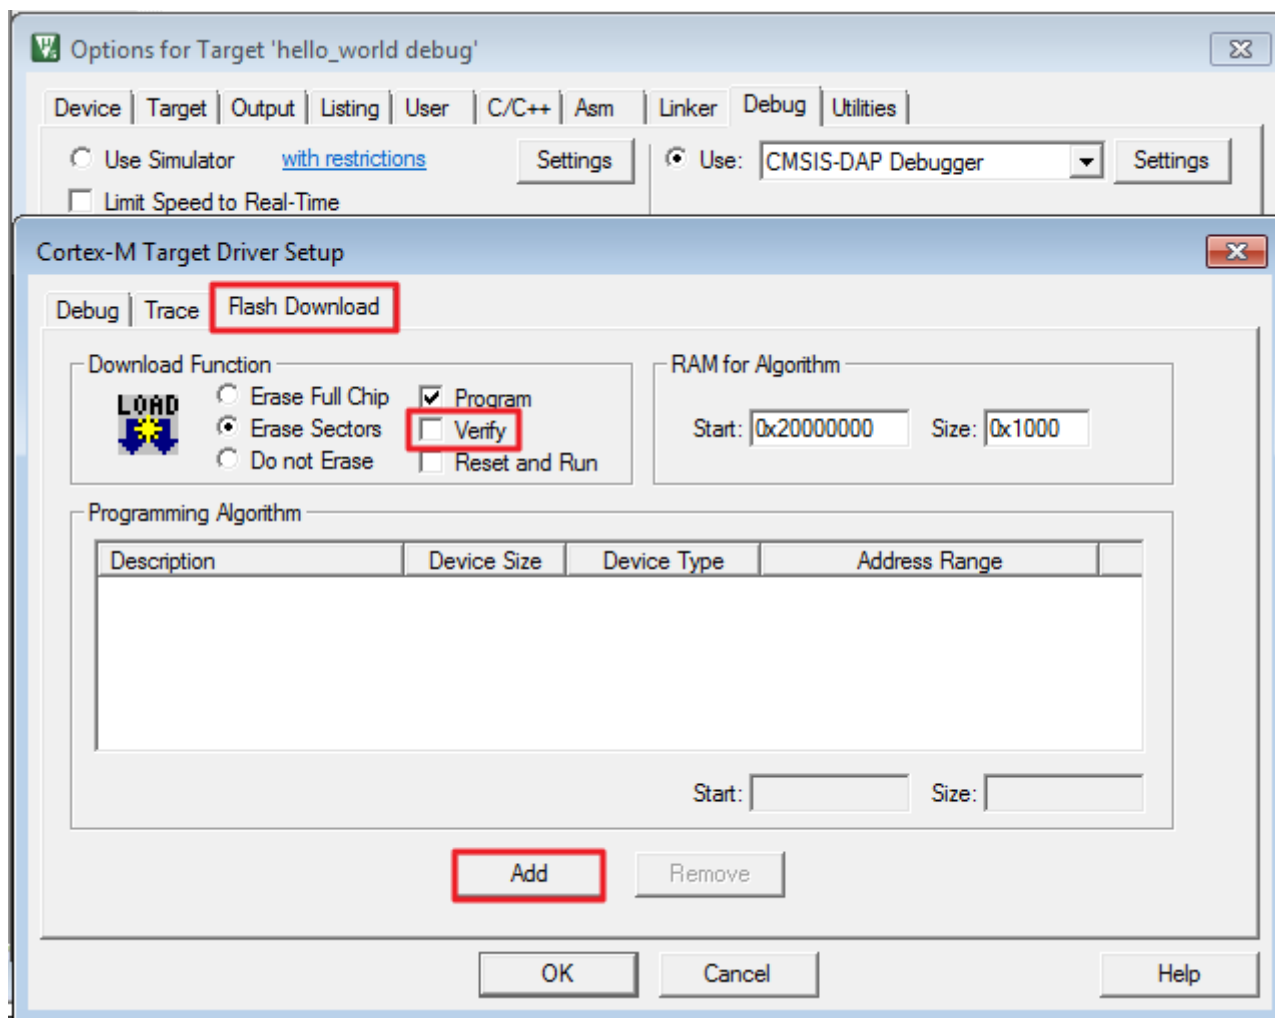 Options for Target 'hello_world debug'
Device Target Output Listing User C/C++ Asm Linker Debug Utilities
Use Simulator with restrictions Settings Use: CMSIS-DAP Debugger Settings
Limit Speed to Real-Time
Cortex-M Target Driver Setup
Debug Trace Flash Download
Download Function RAM for Algorithm
LOAD Erase Full Chip Program
Erase Sectors Verify Start: 0x20000000 Size: 0x1000
Do not Erase Reset and Run
Programming Algorithm
Description Device Size Device Type Address Range
Start: Size:
Add Remove
OK Cancel Help